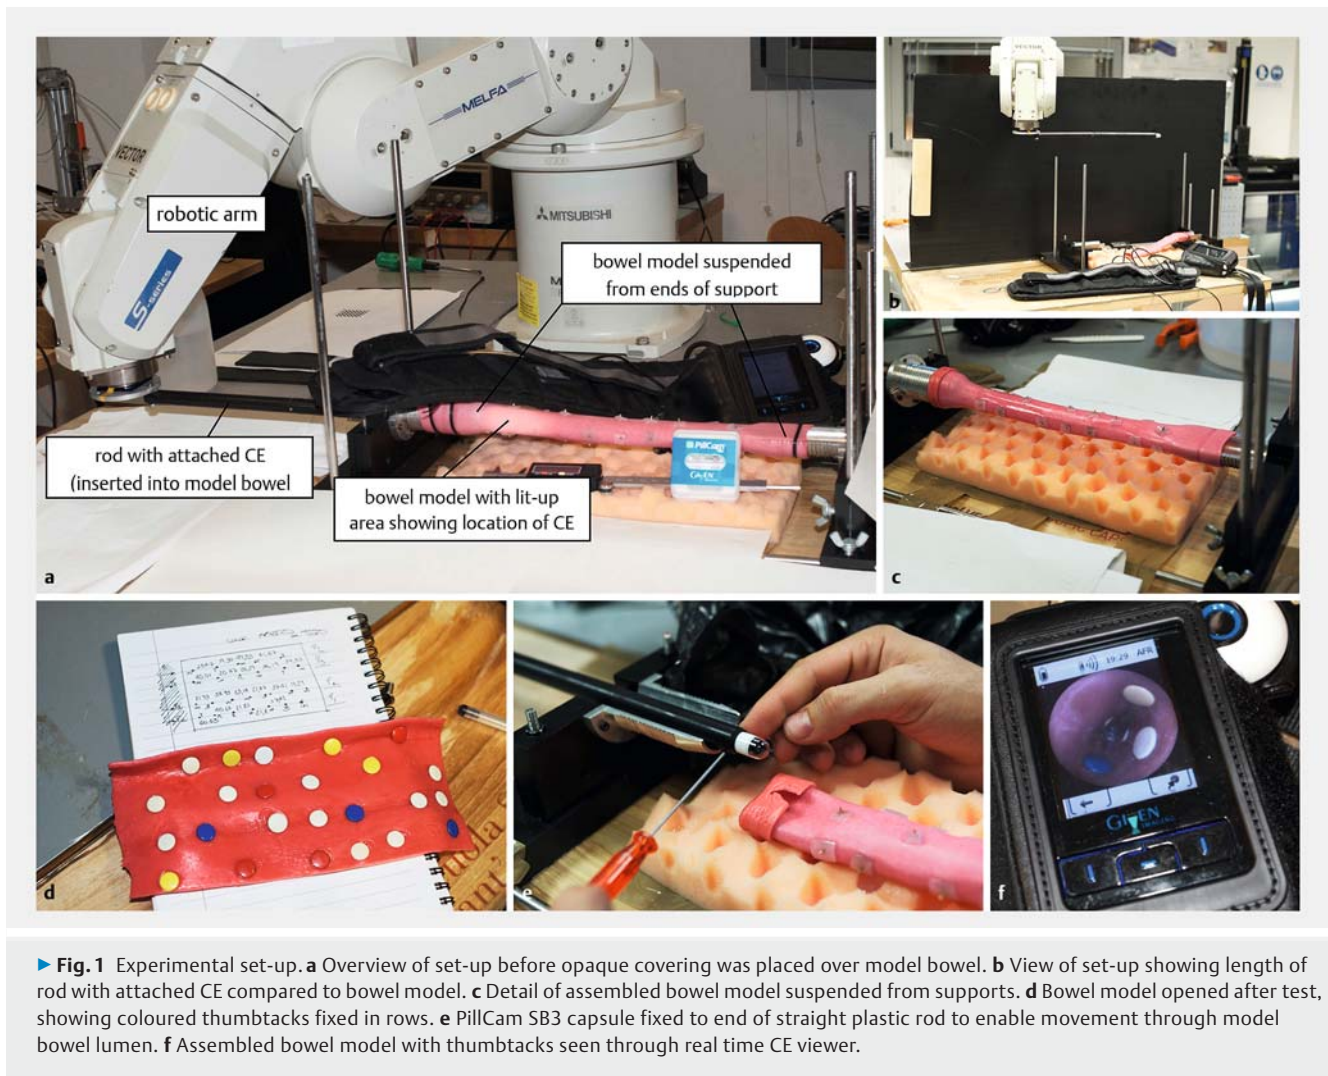 VECTOR
MELFA
robotic arm
MITSUBISHI
S-series
bowel model suspended
from ends of support
rod with attached CE
(inserted into model bowel
PillCam
GIVEN
bowel model with lit-up
area showing location of CE
a
VECTOR
b
c
d
e
39:29
GIVEN
f
▶ Fig. 1 Experimental set-up. a Overview of set-up before opaque covering was placed over model bowel. b View of set-up showing length of
rod with attached CE compared to bowel model. c Detail of assembled bowel model suspended from supports. d Bowel model opened after test,
showing coloured thumbtacks fixed in rows. e PillCam SB3 capsule fixed to end of straight plastic rod to enable movement through model
bowel lumen. f Assembled bowel model with thumbtacks seen through real time CE viewer.